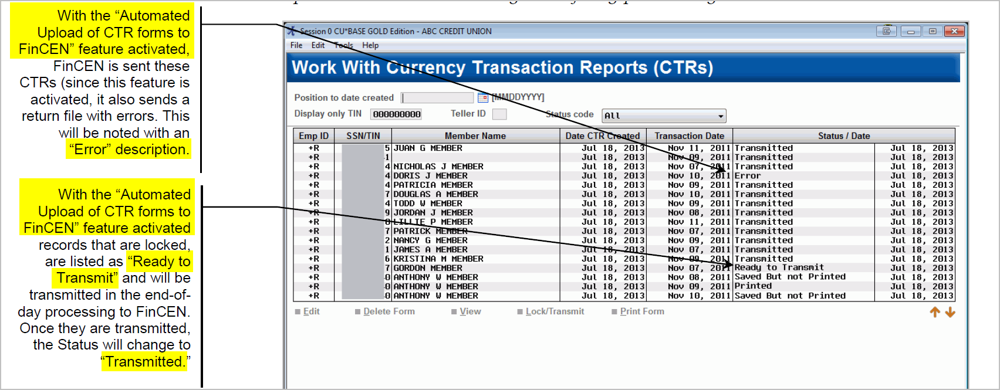 With the “Automated
Upload of CTR forms to
FinCEN” feature activated,
FinCEN is sent these
CTRs (since this feature is
activated, it also sends a
return file with errors. This
will be noted with an
“Error” description.
With the “Automated
Upload of CTR forms to
FinCEN” feature activated
records that are locked,
are listed as “Ready to
Transmit” and will be
transmitted in the end-of-
day processing to FinCEN.
Once they are transmitted,
the Status will change to
“Transmitted.”
Session 0 CU*BASE GOLD Edition - ABC CREDIT UNION
File Edit Tools Help
Work With Currency Transaction Reports (CTRs)
Position to date created [MMDDYYYY]
Display only TIN 000000000 Teller ID Status code All
Emp ID SSN/TIN Member Name Date CTR Created Transaction Date Status / Date
+R 5 JUAN G MEMBER Jul 18, 2013 Nov 11, 2011 Transmitted Jul 18, 2013
+R 1 Jul 18, 2013 Nov 09, 2011 Transmitted Jul 18, 2013
+R 4 NICHOLAS J MEMBER Jul 18, 2013 Nov 07, 2011 Transmitted Jul 18, 2013
+R 4 DORIS J MEMBER Jul 18, 2013 Nov 10, 2011 Error Jul 18, 2013
+R 4 PATRICIA MEMBER Jul 18, 2013 Nov 09, 2011 Transmitted Jul 18, 2013
+R 7 DOUGLAS A MEMBER Jul 18, 2013 Nov 10, 2011 Transmitted Jul 18, 2013
+R 4 TODD W MEMBER Jul 18, 2013 Nov 09, 2011 Transmitted Jul 18, 2013
+R 9 JORDAN J MEMBER Jul 18, 2013 Nov 08, 2011 Transmitted Jul 18, 2013
+R LILLIE P MEMBER Jul 18, 2013 Nov 11, 2011 Transmitted Jul 18, 2013
+R 7 PATRICK MEMBER Jul 18, 2013 Nov 07, 2011 Transmitted Jul 18, 2013
+R 2 NANCY G MEMBER Jul 18, 2013 Nov 09, 2011 Transmitted Jul 18, 2013
+R 1 JAMES A MEMBER Jul 18, 2013 Nov 07, 2011 Transmitted Jul 18, 2013
+R 6 KRISTINA M MEMBER Jul 18, 2013 Nov 09, 2011 Transmitted Jul 18, 2013
+R 7 GORDON MEMBER Jul 18, 2013 Nov 07, 2011 Ready to Transmit Jul 18, 2013
+R 0 ANTHONY W MEMBER Jul 18, 2013 Nov 08, 2011 Saved But not Printed Jul 18, 2013
+R 0 ANTHONY W MEMBER Jul 18, 2013 Nov 09, 2011 Printed Jul 18, 2013
+R 0 ANTHONY W MEMBER Jul 18, 2013 Nov 10, 2011 Saved But not Printed Jul 18, 2013
Edit Delete Form View Lock/Transmit Print Form